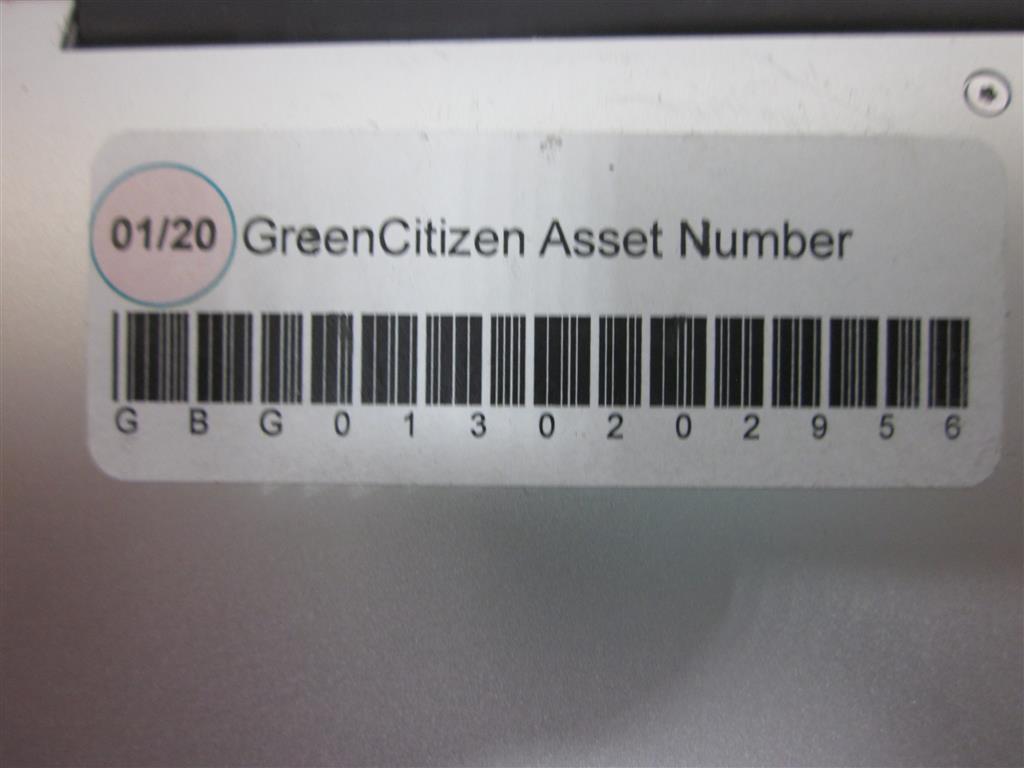 01/20 GreenCitizen Asset Number
G B G 0 1 3 0 2 0 2 9 5 6